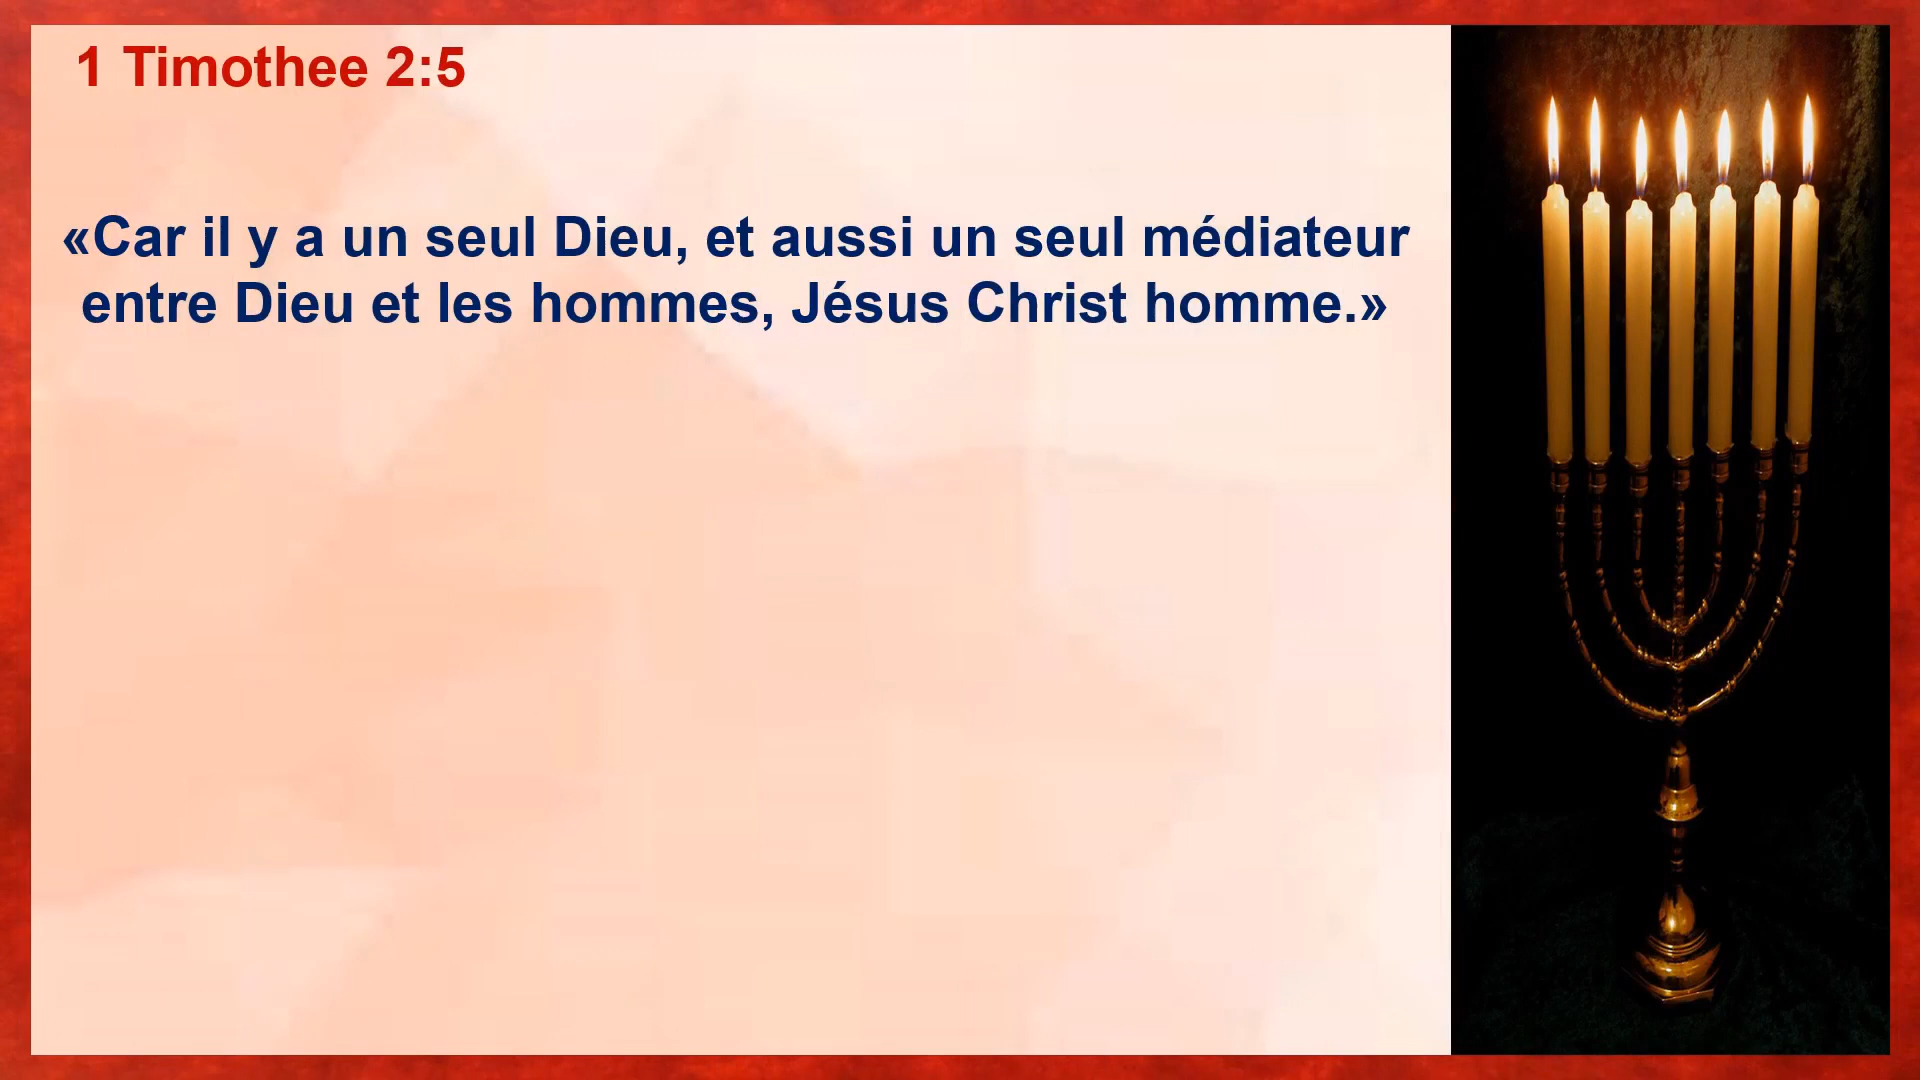 1 Timothee 2:5
«Car il y a un seul Dieu, et aussi un seul médiateur
entre Dieu et les hommes, Jésus Christ homme.»